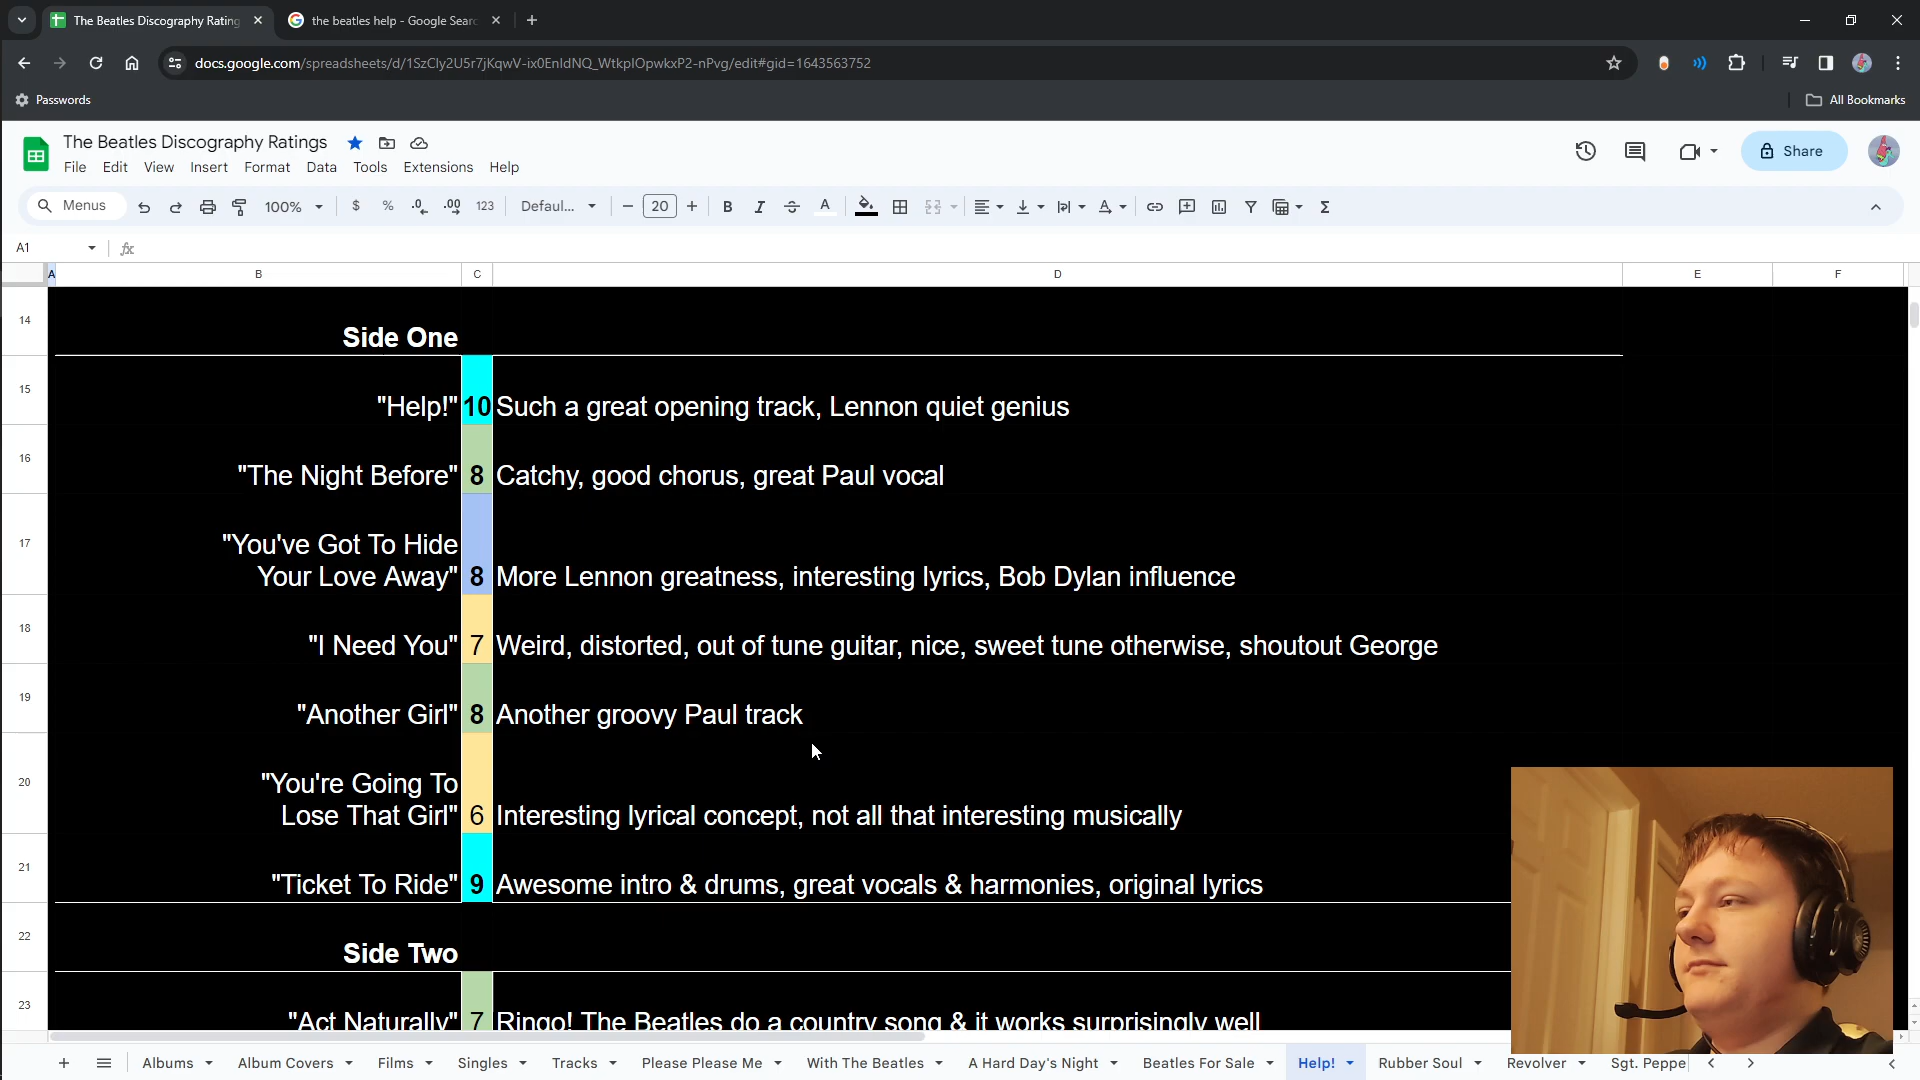 The Beatles Discography Rating
the beatles help - Google Sear
docs.google.com/spreadsheets/d/1SzCly2U5r7jKqwV-ix0EnIdNQ_WtkpIOpwkxP2-nPvg/edit#gid=1643563752
Passwords
All Bookmarks
The Beatles Discography Ratings
File Edit View Insert Format Data Tools Extensions Help
Share
Menus 100% $ % .0 .00 123 Defaul... 20 B I S A
A1 fx
A B C D E F
14 Side One
15 "Help!" 10 Such a great opening track, Lennon quiet genius
16 "The Night Before" 8 Catchy, good chorus, great Paul vocal
17 "You've Got To Hide
Your Love Away" 8 More Lennon greatness, interesting lyrics, Bob Dylan influence
18 "I Need You" 7 Weird, distorted, out of tune guitar, nice, sweet tune otherwise, shoutout George
19 "Another Girl" 8 Another groovy Paul track
20 "You're Going To
Lose That Girl" 6 Interesting lyrical concept, not all that interesting musically
21 "Ticket To Ride" 9 Awesome intro & drums, great vocals & harmonies, original lyrics
22 Side Two
23 "Act Naturally" 7 Ringo! The Beatles do a country song & it works surprisingly well
Albums Album Covers Films Singles Tracks Please Please Me With The Beatles A Hard Day's Night Beatles For Sale Help! Rubber Soul Revolver Sgt. Peppe